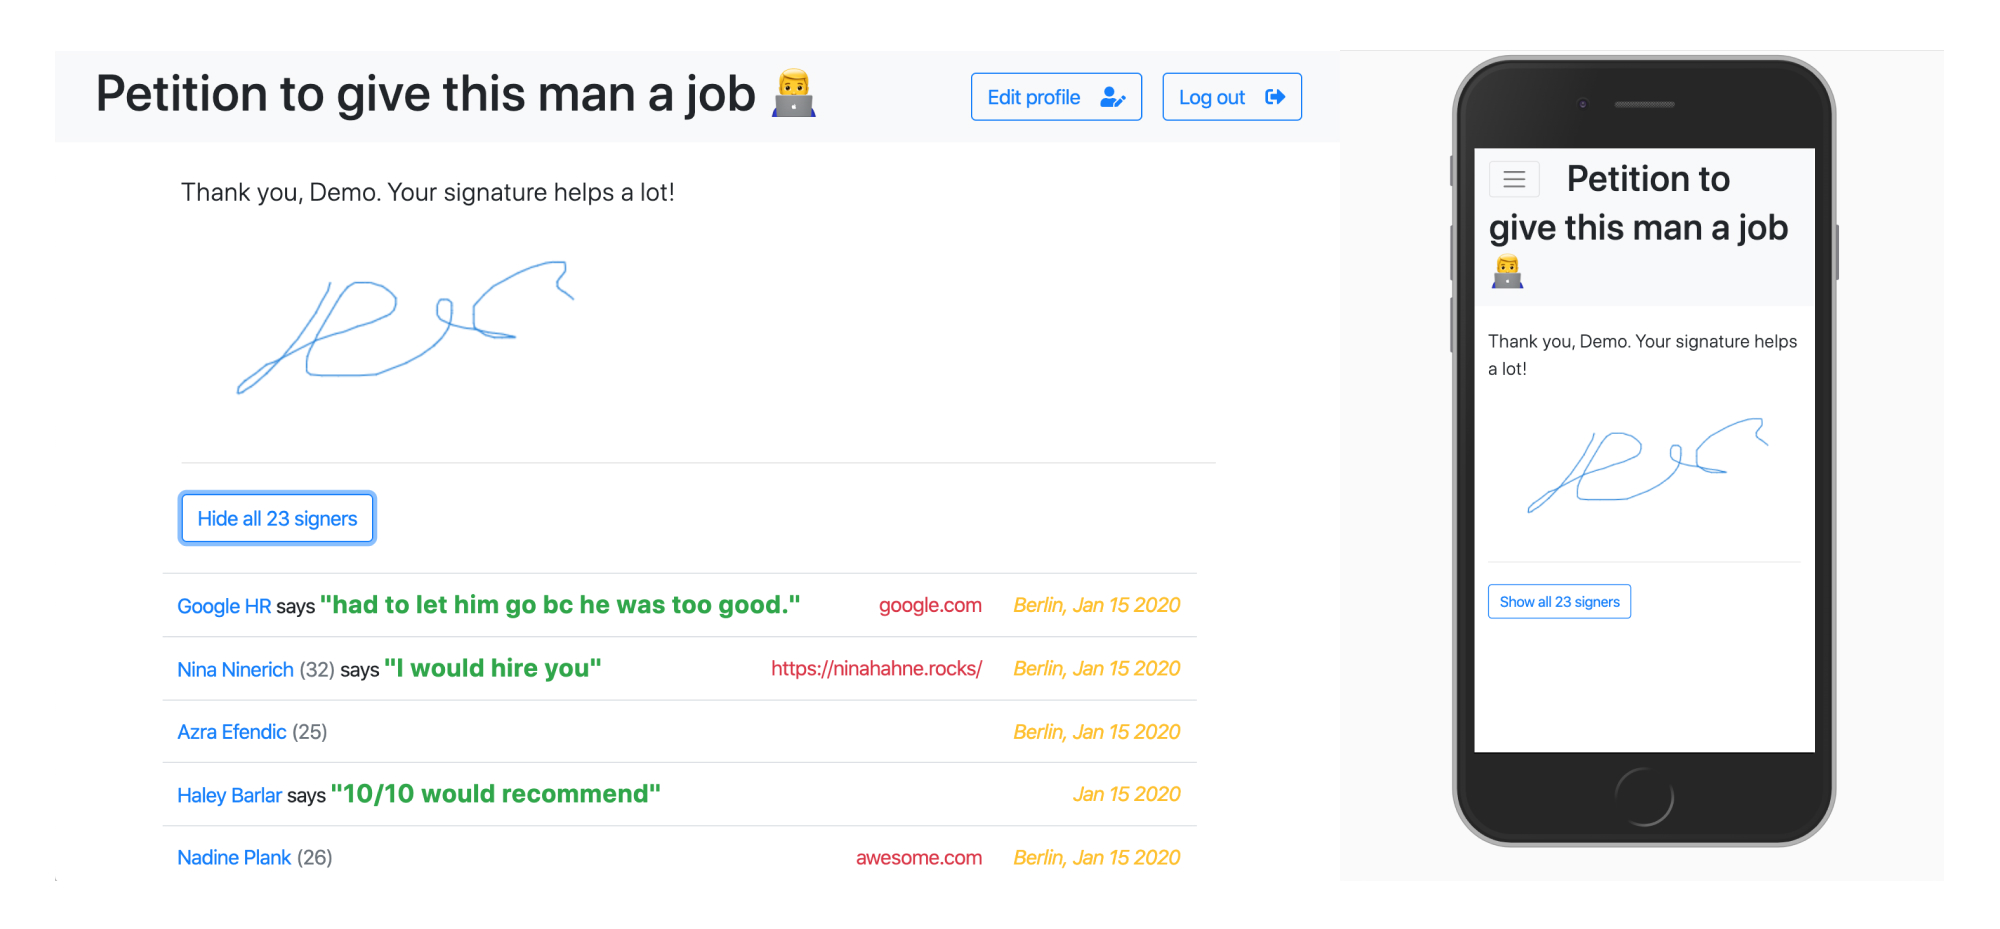 Petition to give this man a job 👨‍💻
Edit profile
Log out
Thank you, Demo. Your signature helps a lot!
Hide all 23 signers
Google HR says "had to let him go bc he was too good." google.com Berlin, Jan 15 2020
Nina Ninerich (32) says "I would hire you" https://ninahahne.rocks/ Berlin, Jan 15 2020
Azra Efendic (25) Berlin, Jan 15 2020
Haley Barlar says "10/10 would recommend" Jan 15 2020
Nadine Plank (26) awesome.com Berlin, Jan 15 2020
Petition to
give this man a job
👨‍💻
Thank you, Demo. Your signature helps
a lot!
Show all 23 signers